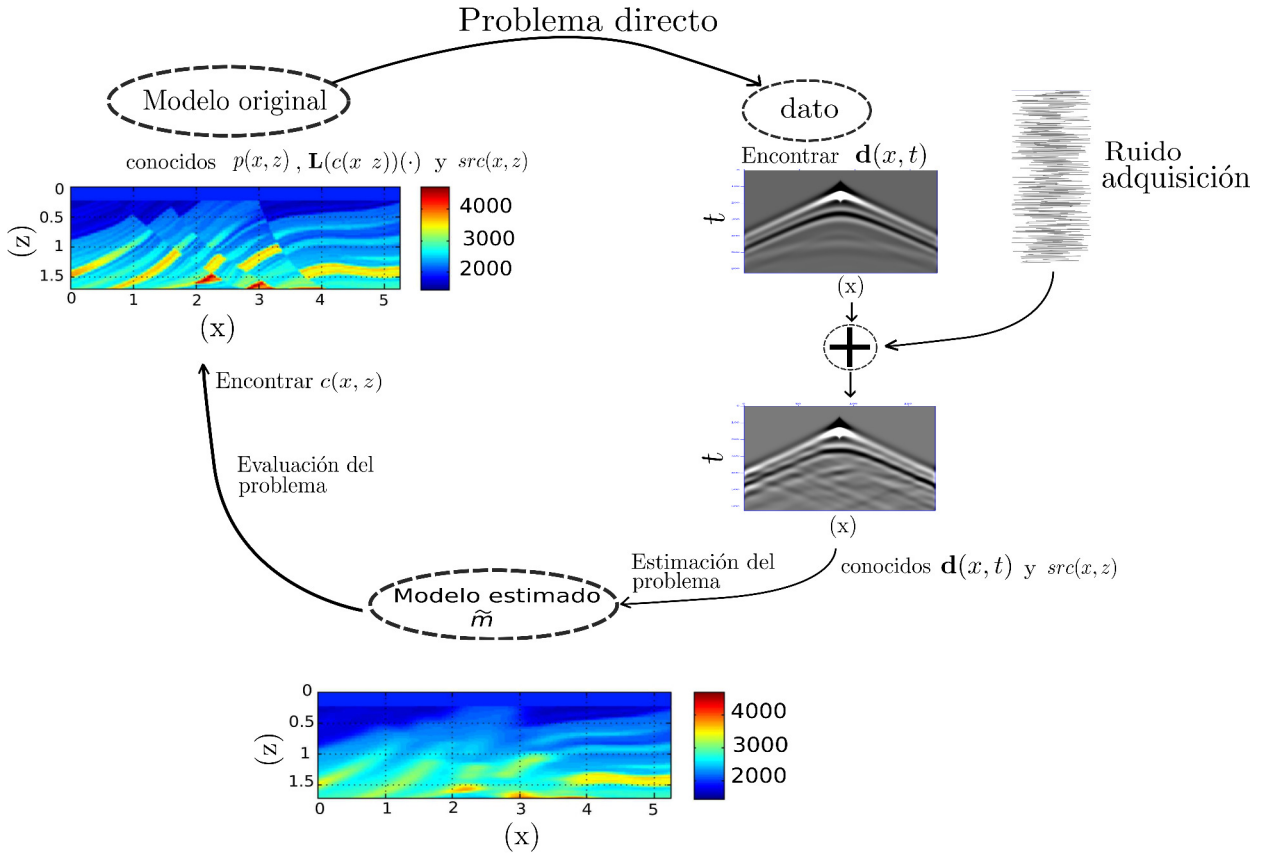 Problema directo
Modelo original
dato
conocidos p(x, z) , L(c(x z))(·) y src(x, z)
Encontrar d(x, t)
Ruido
adquisición
0
0.5
1
1.5
(z)
0 1 2 3 4 5
(x)
4000
3000
2000
t
(x)
Encontrar c(x, z)
Evaluación del
problema
t
(x)
Estimación del
problema
conocidos d(x, t) y src(x, z)
Modelo estimado
m̃
0
0.5
1
1.5
(z)
0 1 2 3 4 5
(x)
4000
3000
2000